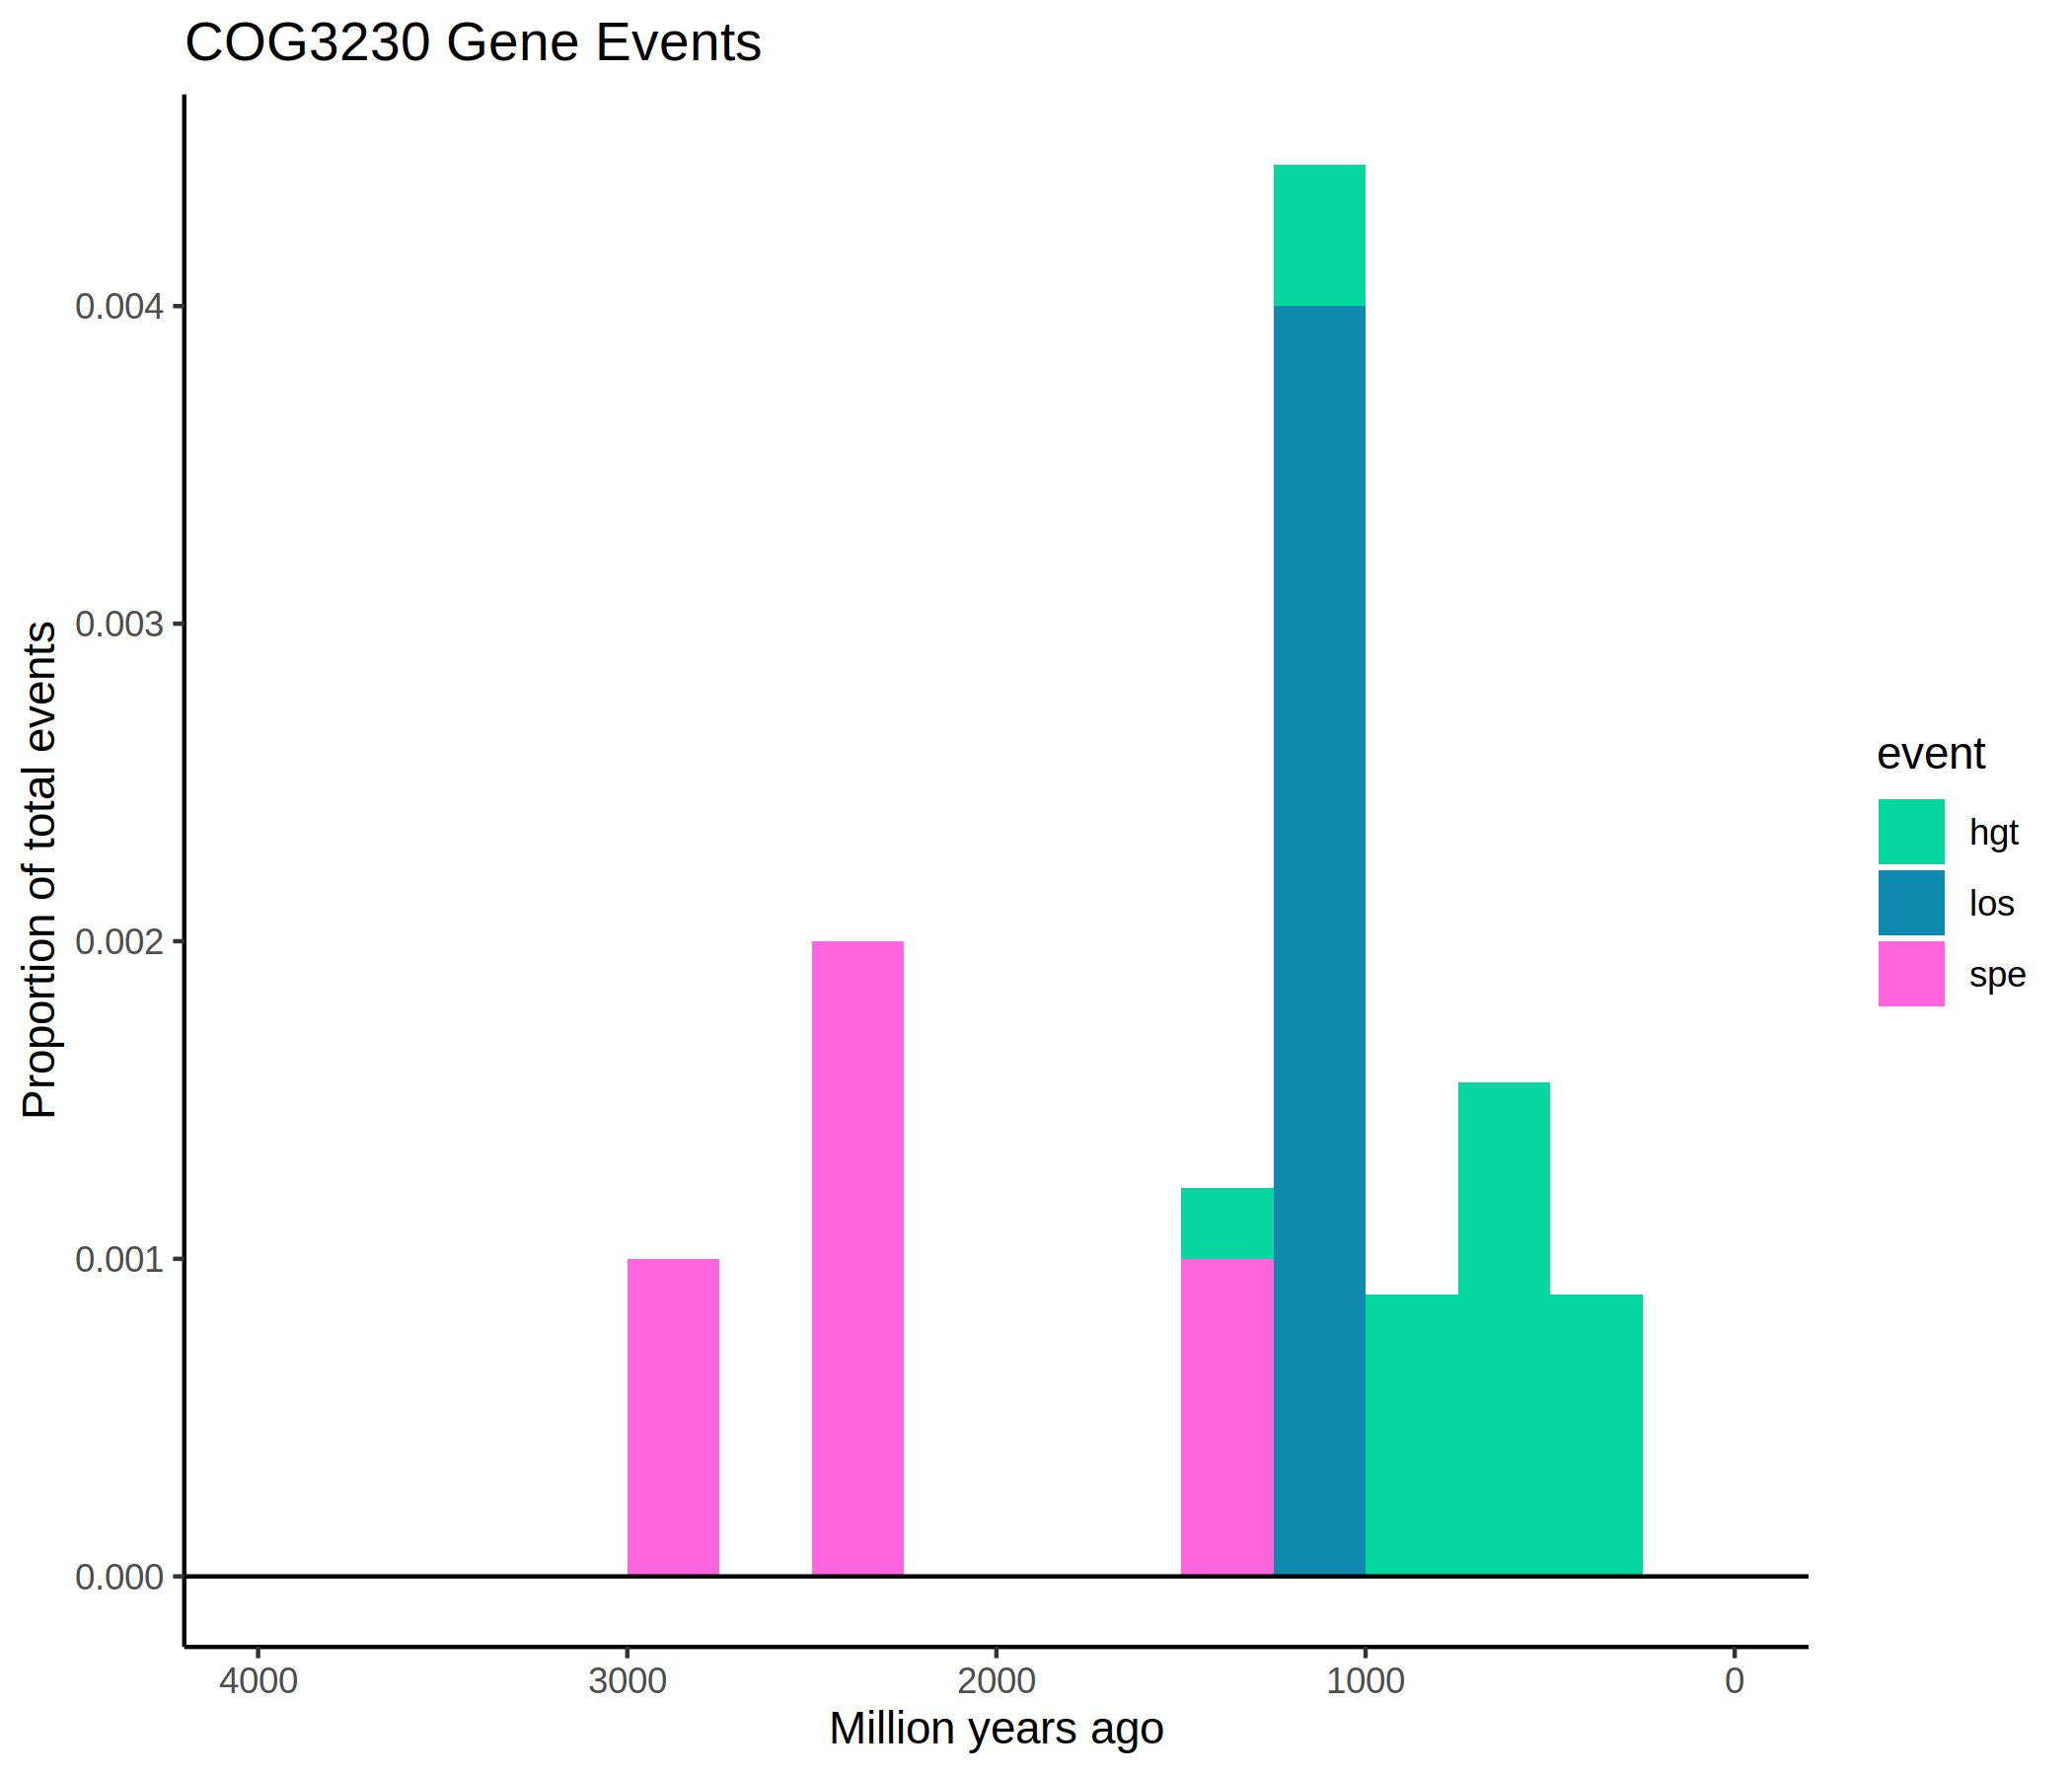 COG3230 Gene Events
Proportion of total events
0.004
0.003
0.002
0.001
0.000
4000 3000 2000 1000 0
Million years ago
event
hgt
los
spe